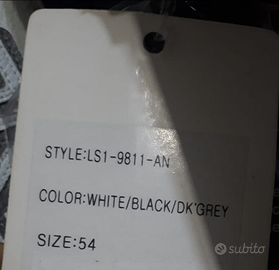 STYLE:LS1-9811-AN
COLOR:WHITE/BLACK/DK'GREY
SIZE:54
subito